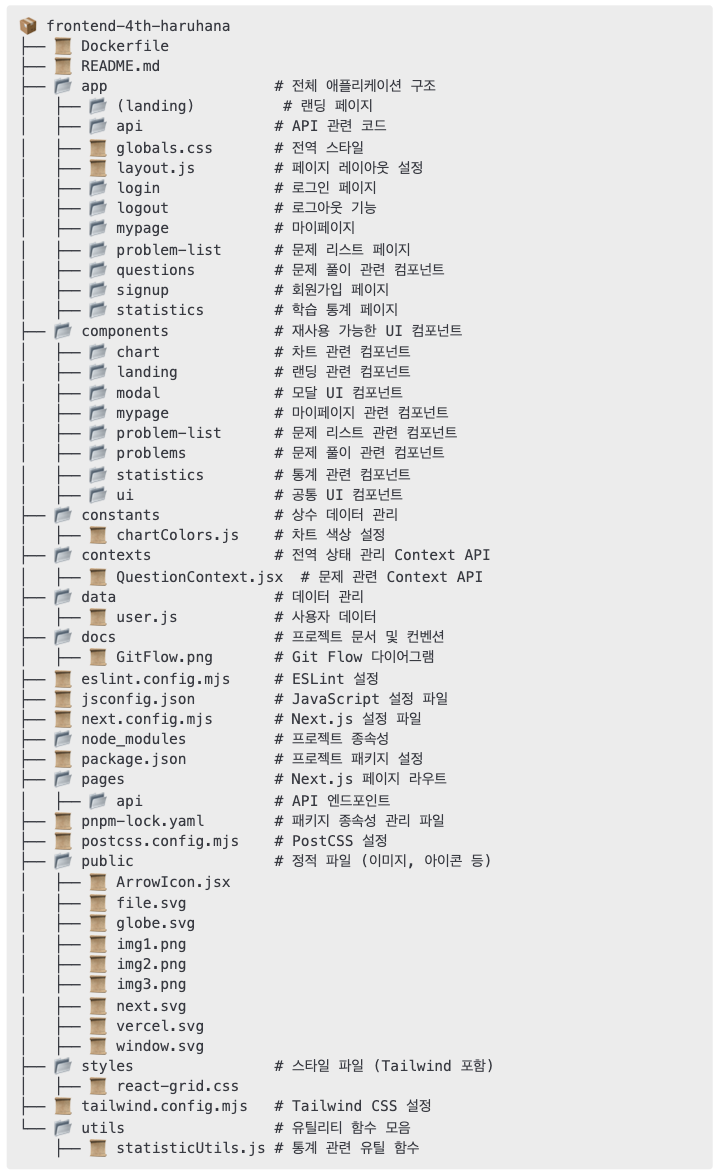 📦 frontend-4th-haruhana
├── 📜 Dockerfile
├── 📜 README.md
├── 📂 app                   # 전체 애플리케이션 구조
│   ├── 📂 (landing)          # 랜딩 페이지
│   ├── 📂 api               # API 관련 코드
│   ├── 📜 globals.css       # 전역 스타일
│   ├── 📜 layout.js         # 페이지 레이아웃 설정
│   ├── 📂 login             # 로그인 페이지
│   ├── 📂 logout            # 로그아웃 기능
│   ├── 📂 mypage            # 마이페이지
│   ├── 📂 problem-list      # 문제 리스트 페이지
│   ├── 📂 questions         # 문제 풀이 관련 컴포넌트
│   ├── 📂 signup            # 회원가입 페이지
│   ├── 📂 statistics        # 학습 통계 페이지
├── 📂 components            # 재사용 가능한 UI 컴포넌트
│   ├── 📂 chart             # 차트 관련 컴포넌트
│   ├── 📂 landing           # 랜딩 관련 컴포넌트
│   ├── 📂 modal             # 모달 UI 컴포넌트
│   ├── 📂 mypage            # 마이페이지 관련 컴포넌트
│   ├── 📂 problem-list      # 문제 리스트 관련 컴포넌트
│   ├── 📂 problems          # 문제 풀이 관련 컴포넌트
│   ├── 📂 statistics        # 통계 관련 컴포넌트
│   ├── 📂 ui                # 공통 UI 컴포넌트
├── 📂 constants             # 상수 데이터 관리
│   ├── 📜 chartColors.js    # 차트 색상 설정
├── 📂 contexts              # 전역 상태 관리 Context API
│   ├── 📜 QuestionContext.jsx  # 문제 관련 Context API
├── 📂 data                  # 데이터 관리
│   ├── 📜 user.js           # 사용자 데이터
├── 📂 docs                  # 프로젝트 문서 및 컨벤션
│   ├── 📜 GitFlow.png       # Git Flow 다이어그램
├── 📜 eslint.config.mjs     # ESLint 설정
├── 📜 jsconfig.json         # JavaScript 설정 파일
├── 📜 next.config.mjs       # Next.js 설정 파일
├── 📂 node_modules          # 프로젝트 종속성
├── 📜 package.json          # 프로젝트 패키지 설정
├── 📂 pages                 # Next.js 페이지 라우트
│   ├── 📂 api               # API 엔드포인트
├── 📜 pnpm-lock.yaml        # 패키지 종속성 관리 파일
├── 📜 postcss.config.mjs    # PostCSS 설정
├── 📂 public                # 정적 파일 (이미지, 아이콘 등)
│   ├── 📜 ArrowIcon.jsx
│   ├── 📜 file.svg
│   ├── 📜 globe.svg
│   ├── 📜 img1.png
│   ├── 📜 img2.png
│   ├── 📜 img3.png
│   ├── 📜 next.svg
│   ├── 📜 vercel.svg
│   ├── 📜 window.svg
├── 📂 styles                # 스타일 파일 (Tailwind 포함)
│   ├── 📜 react-grid.css
├── 📜 tailwind.config.mjs   # Tailwind CSS 설정
└── 📂 utils                 # 유틸리티 함수 모음
    ├── 📜 statisticUtils.js # 통계 관련 유틸 함수